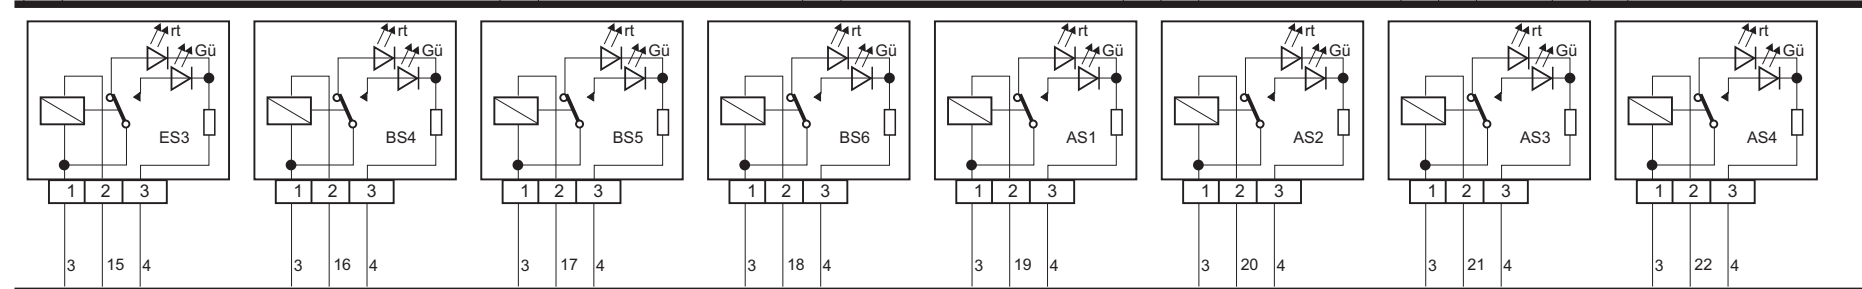 rt rt rt rt rt rt rt rt
Gü Gü Gü Gü Gü Gü Gü Gü
ES3 BS4 BS5 BS6 AS1 AS2 AS3 AS4
1 2 3 1 2 3 1 2 3 1 2 3 1 2 3 1 2 3 1 2 3 1 2 3
3 15 4 3 16 4 3 17 4 3 18 4 3 19 4 3 20 4 3 21 4 3 22 4